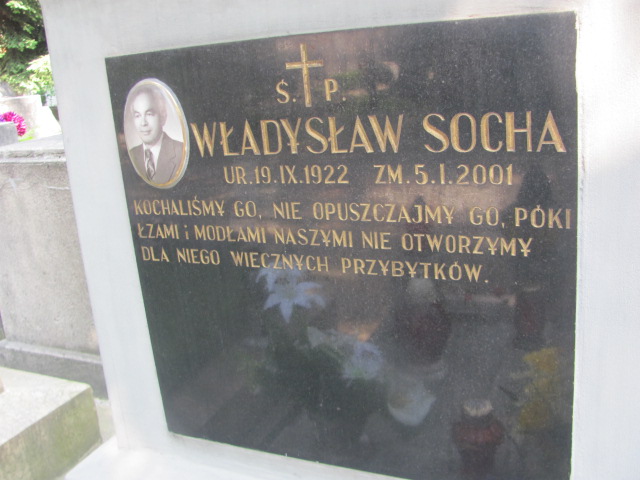 Ś. P.
WŁADYSŁAW SOCHA
UR.19.IX.1922 ZM.5.I.2001
KOCHALIŚMY GO, NIE OPUSZCZAJMY GO, PÓKI
ŁZAMI i MODŁAMI NASZYMI NIE OTWORZYMY
DLA NIEGO WIECZNYCH PRZYBYTKÓW.